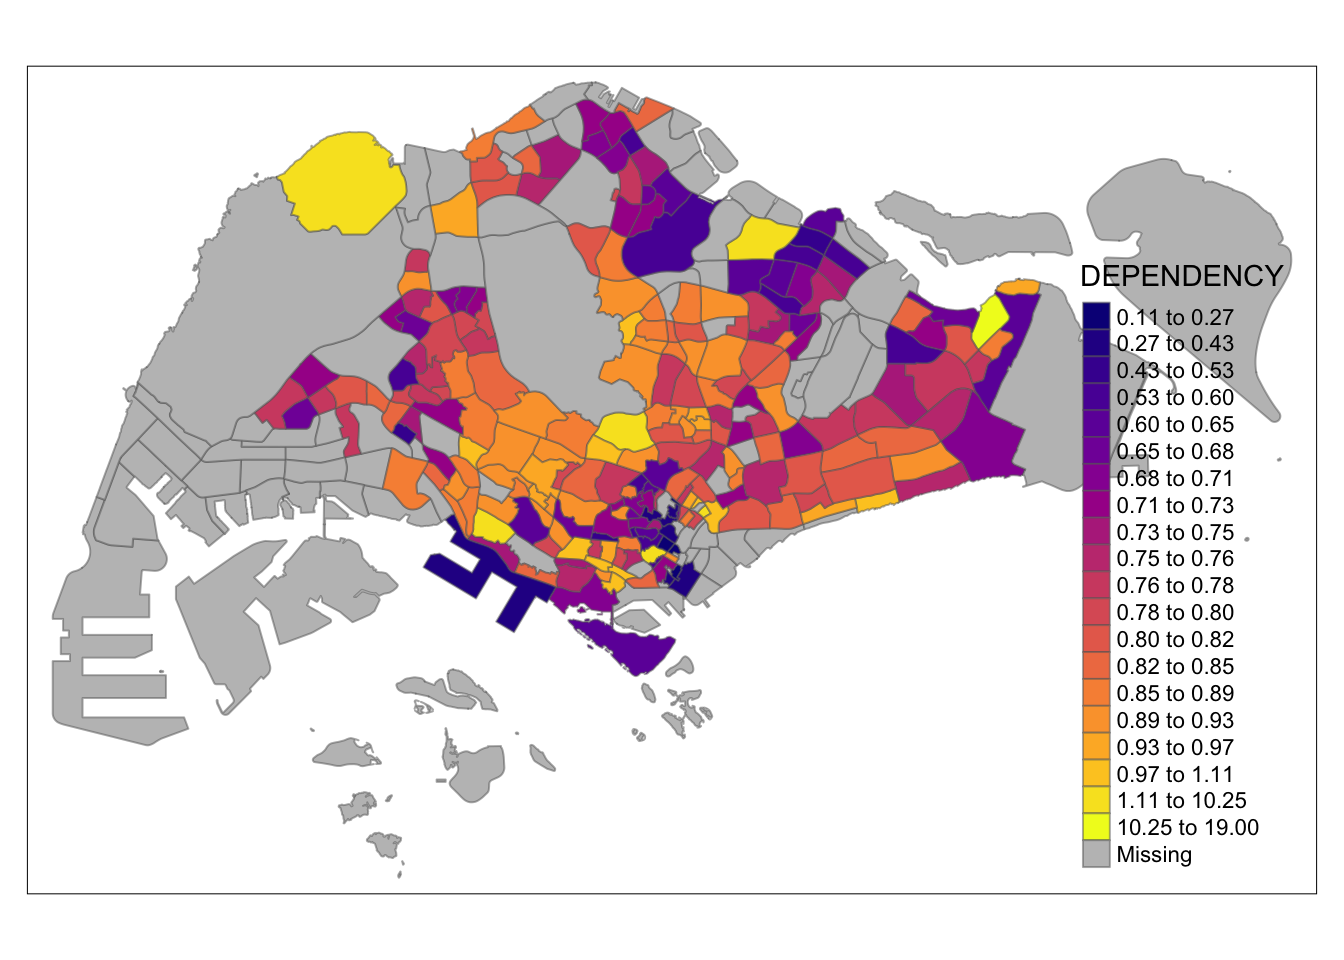 DEPENDENCY
0.11 to 0.27
0.27 to 0.43
0.43 to 0.53
0.53 to 0.60
0.60 to 0.65
0.65 to 0.68
0.68 to 0.71
0.71 to 0.73
0.73 to 0.75
0.75 to 0.76
0.76 to 0.78
0.78 to 0.80
0.80 to 0.82
0.82 to 0.85
0.85 to 0.89
0.89 to 0.93
0.93 to 0.97
0.97 to 1.11
1.11 to 10.25
10.25 to 19.00
Missing